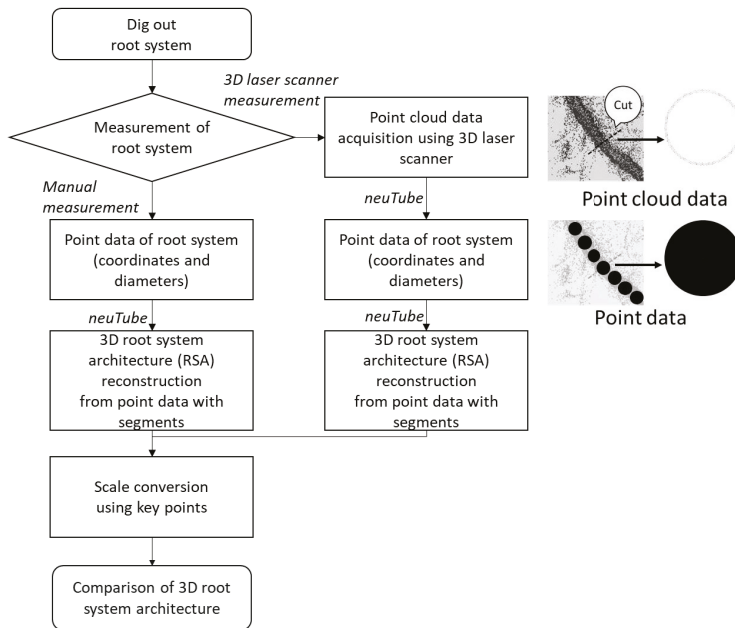 Dig out
root system
3D laser scanner
measurement
Measurement of
root system
Point cloud data
acquisition using 3D laser
scanner
Cut
Point cloud data
Manual
measurement
neuTube
Point data of root system
(coordinates and
diameters)
Point data of root system
(coordinates and
diameters)
Point data
neuTube
neuTube
3D root system
architecture (RSA)
reconstruction
from point data with
segments
3D root system
architecture (RSA)
reconstruction
from point data with
segments
Scale conversion
using key points
Comparison of 3D root
system architecture